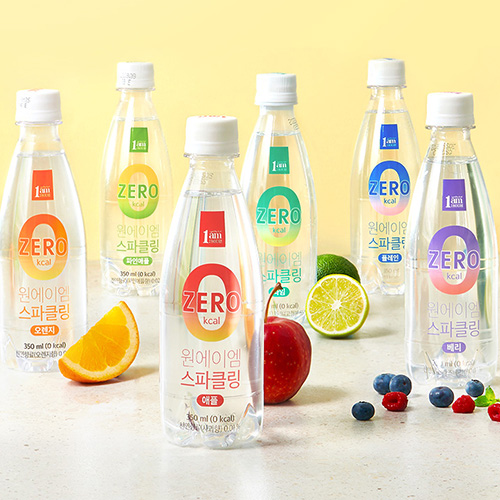 1am
ZERO
kcal
원에이엠
스파클링
오렌지
350 ml (0 kcal)
1am
ZERO
kcal
원에이엠
스파클링
파인애플
350 ml (0 kcal)
1am
ZERO
kcal
원에이엠
스파클링
애플
350 ml (0 kcal)
1am
ZERO
kcal
원에이엠
스파클링
1am
ZERO
kcal
원에이엠
스파클링
플레인
1am
ZERO
kcal
원에이엠
스파클링
베리